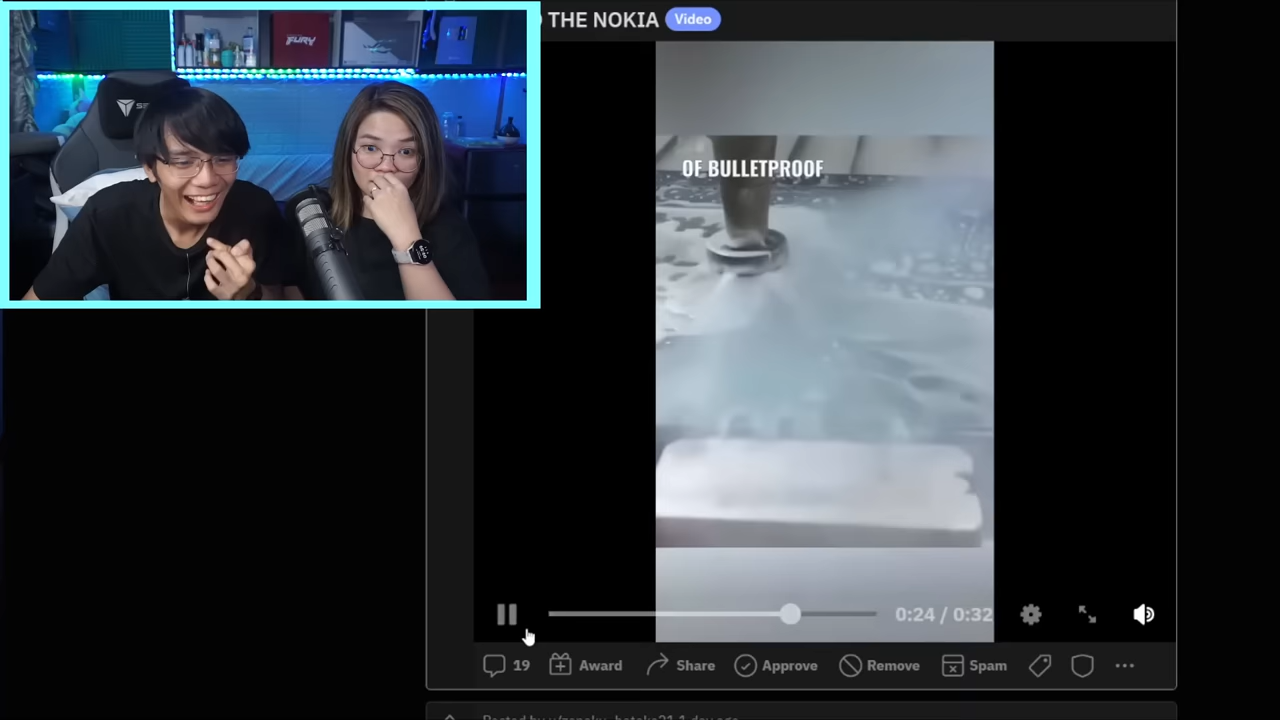 THE NOKIA Video
FURY
OF BULLETPROOF
0:24 / 0:32
19 Award Share Approve Remove Spam